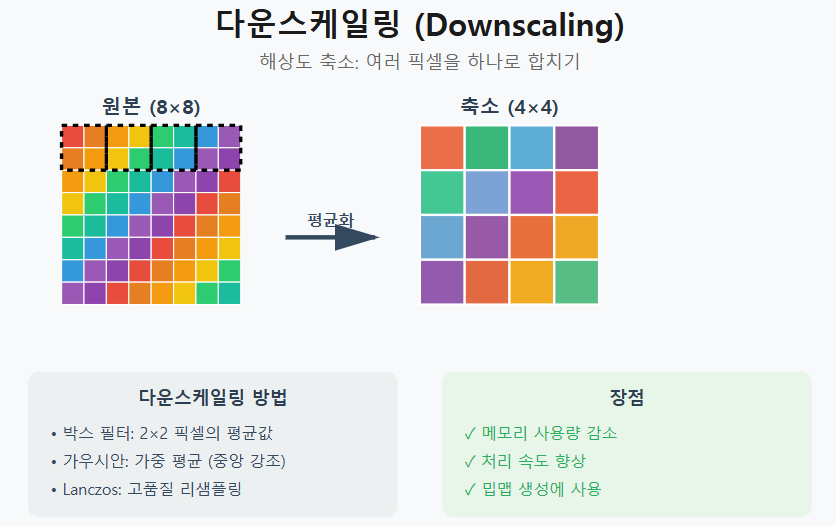 다운스케일링 (Downscaling)
해상도 축소: 여러 픽셀을 하나로 합치기
원본 (8×8)
축소 (4×4)
평균화
다운스케일링 방법
• 박스 필터: 2×2 픽셀의 평균값
• 가우시안: 가중 평균 (중앙 강조)
• Lanczos: 고품질 리샘플링
장점
✓ 메모리 사용량 감소
✓ 처리 속도 향상
✓ 밉맵 생성에 사용